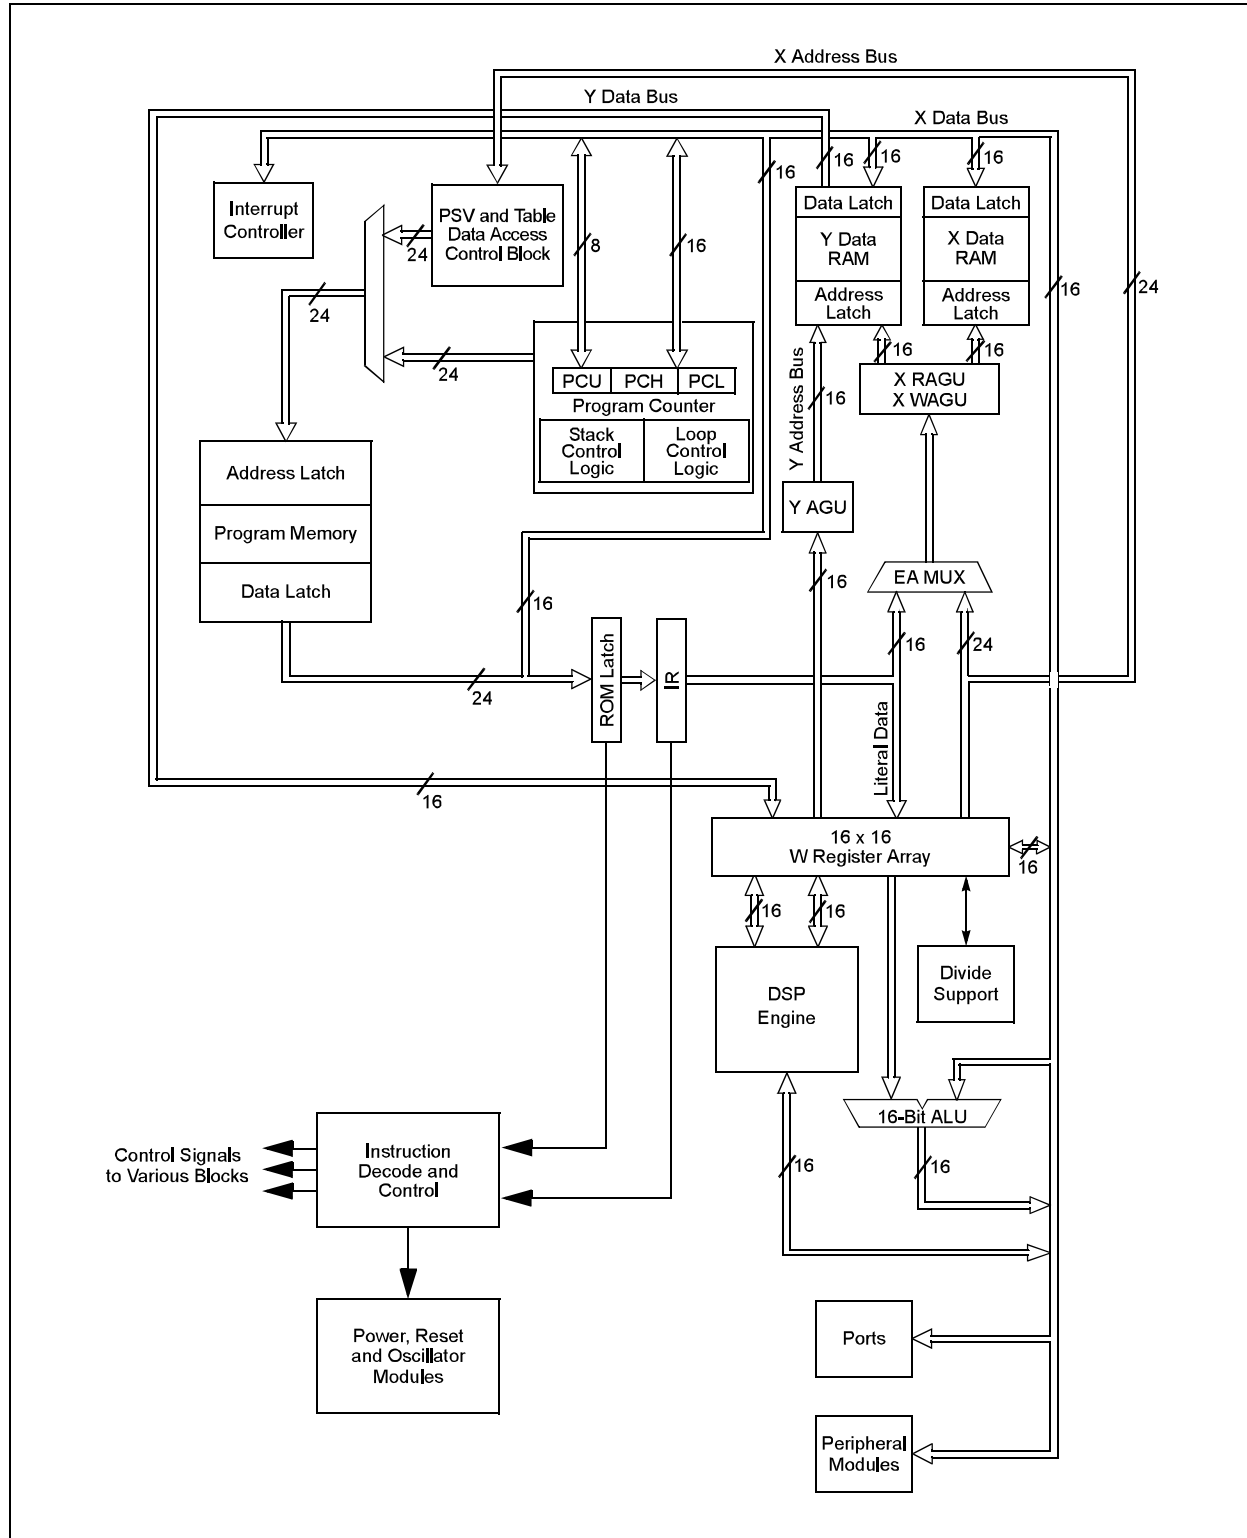 X Address Bus
Y Data Bus
X Data Bus
16
16
16
16
Interrupt
Controller
PSV and Table
Data Access
Control Block
24
8
16
Data Latch
Y Data
RAM
Address
Latch
Data Latch
X Data
RAM
Address
Latch
16
24
24
24
16
16
PCU
PCH
PCL
Program Counter
Stack
Control
Logic
Loop
Control
Logic
Y Address Bus
16
X RAGU
X WAGU
Address Latch
Program Memory
Data Latch
Y AGU
16
EA MUX
16
16
24
24
ROM Latch
IR
Literal Data
16
16 x 16
W Register Array
16
16
16
DSP
Engine
Divide
Support
16-Bit ALU
16
16
Control Signals
to Various Blocks
Instruction
Decode and
Control
Power, Reset
and Oscillator
Modules
Ports
Peripheral
Modules